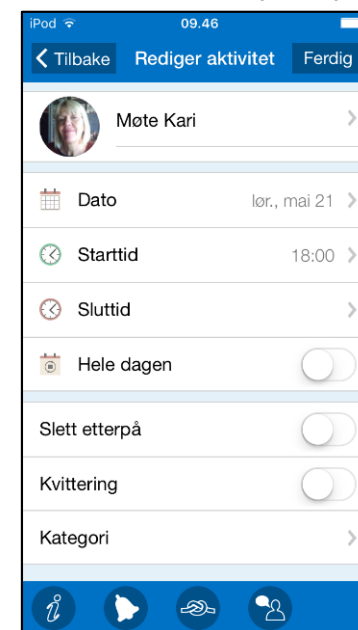 iPod 09.46
Tilbake Rediger aktivitet Ferdig
Møte Kari
Dato lør., mai 21
Starttid 18:00
Sluttid
Hele dagen
Slett etterpå
Kvittering
Kategori